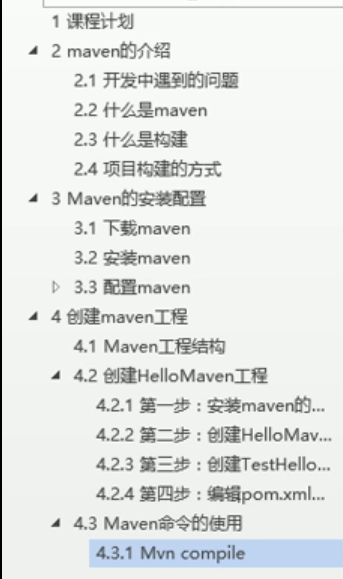 1 课程计划
2 maven的介绍
2.1 开发中遇到的问题
2.2 什么是maven
2.3 什么是构建
2.4 项目构建的方式
3 Maven的安装配置
3.1 下载maven
3.2 安装maven
3.3 配置maven
4 创建maven工程
4.1 Maven工程结构
4.2 创建HelloMaven工程
4.2.1 第一步：安装maven的...
4.2.2 第二步：创建HelloMav...
4.2.3 第三步：创建TestHello...
4.2.4 第四步：编辑pom.xml...
4.3 Maven命令的使用
4.3.1 Mvn compile